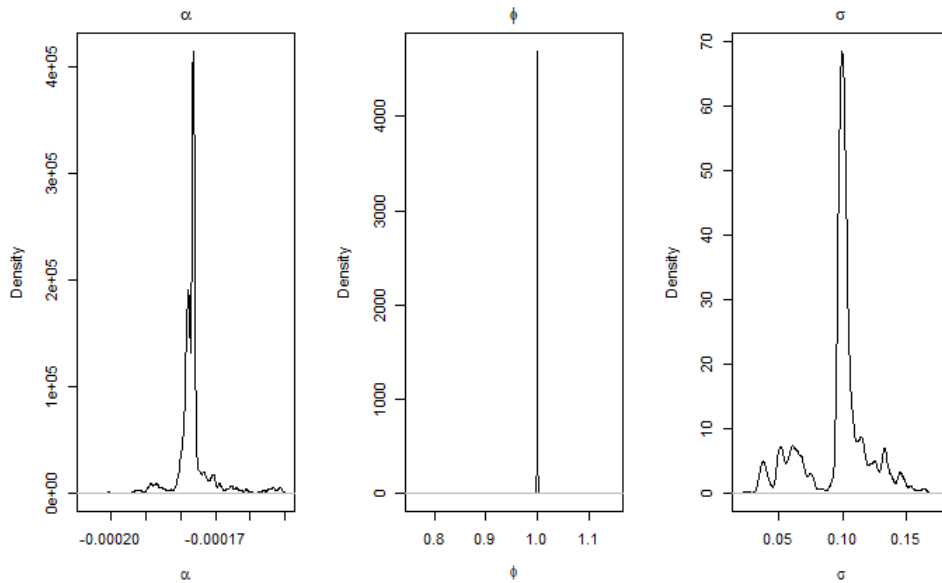 α
φ
σ
Density
0e+00
1e+05
2e+05
3e+05
4e+05
-0.00020
-0.00017
α
Density
0
1000
2000
3000
4000
0.8
0.9
1.0
1.1
φ
Density
0
10
20
30
40
50
60
70
0.05
0.10
0.15
σ